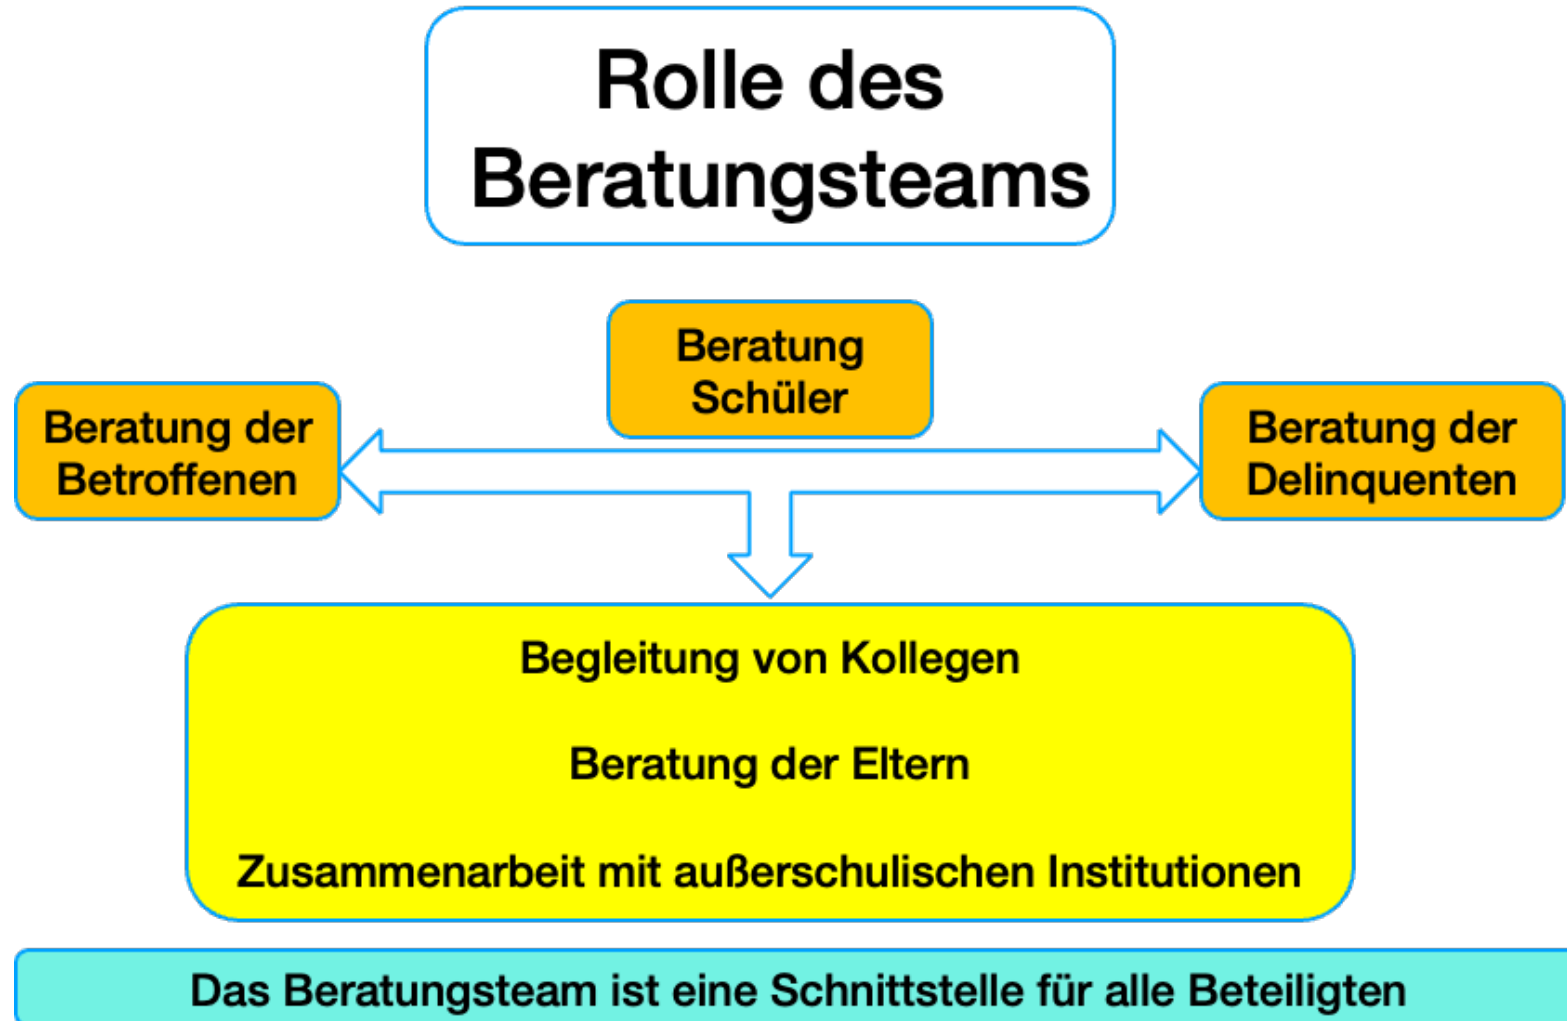 Rolle des
Beratungsteams
Beratung
Schüler
Beratung der
Betroffenen
Beratung der
Delinquenten
Begleitung von Kollegen
Beratung der Eltern
Zusammenarbeit mit außerschulischen Institutionen
Das Beratungsteam ist eine Schnittstelle für alle Beteiligten